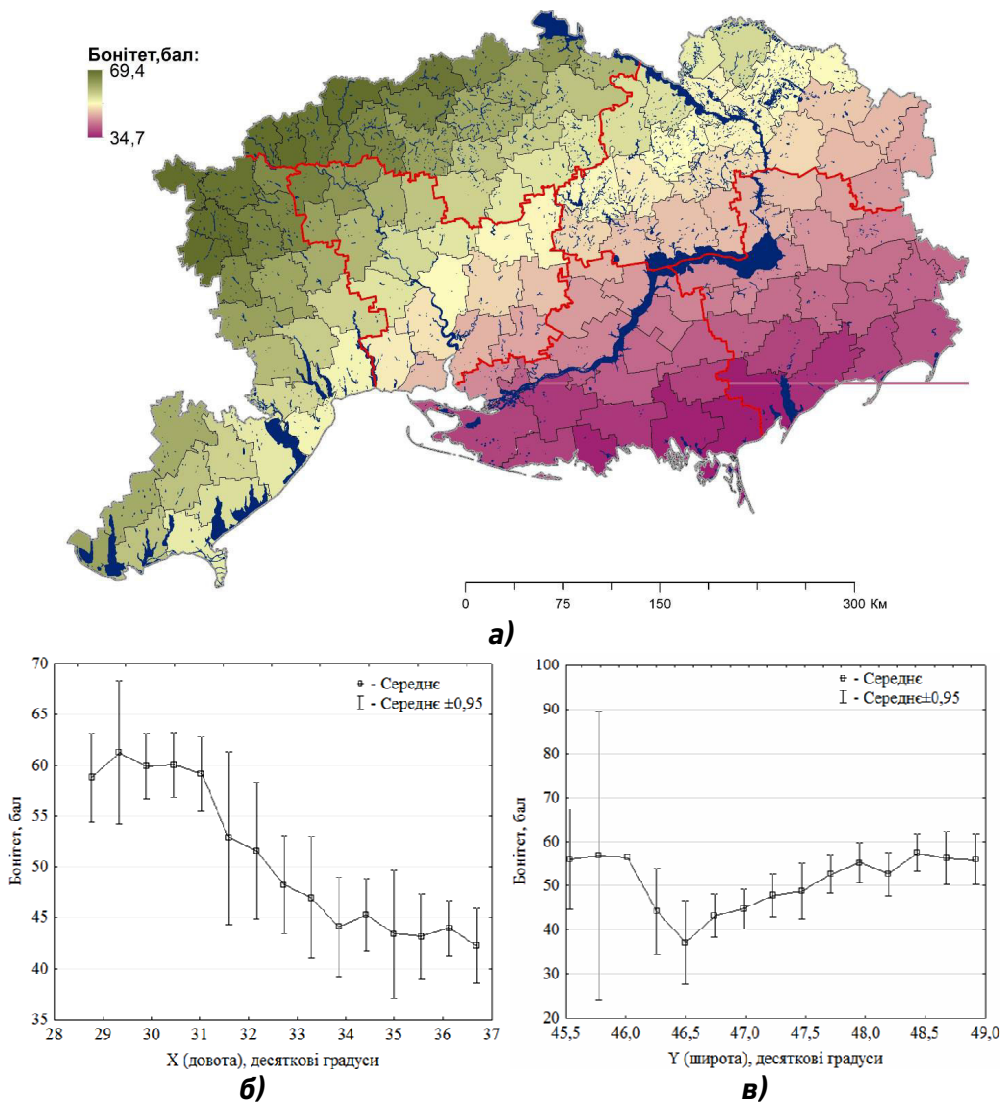 Бонітет,бал:
69,4
34,7
0 75 150 300 Км
а)
70
65
60
55
50
45
40
35
28 29 30 31 32 33 34 35 36 37
Бонітет, бал
- Середнє
- Середнє ±0,95
X (довота), десяткові градуси
б)
100
90
80
70
60
50
40
30
20
45,5 46,0 46,5 47,0 47,5 48,0 48,5 49,0
Бонітет, бал
- Середнє
- Середнє±0,95
Y (широта), десяткові градуси
в)